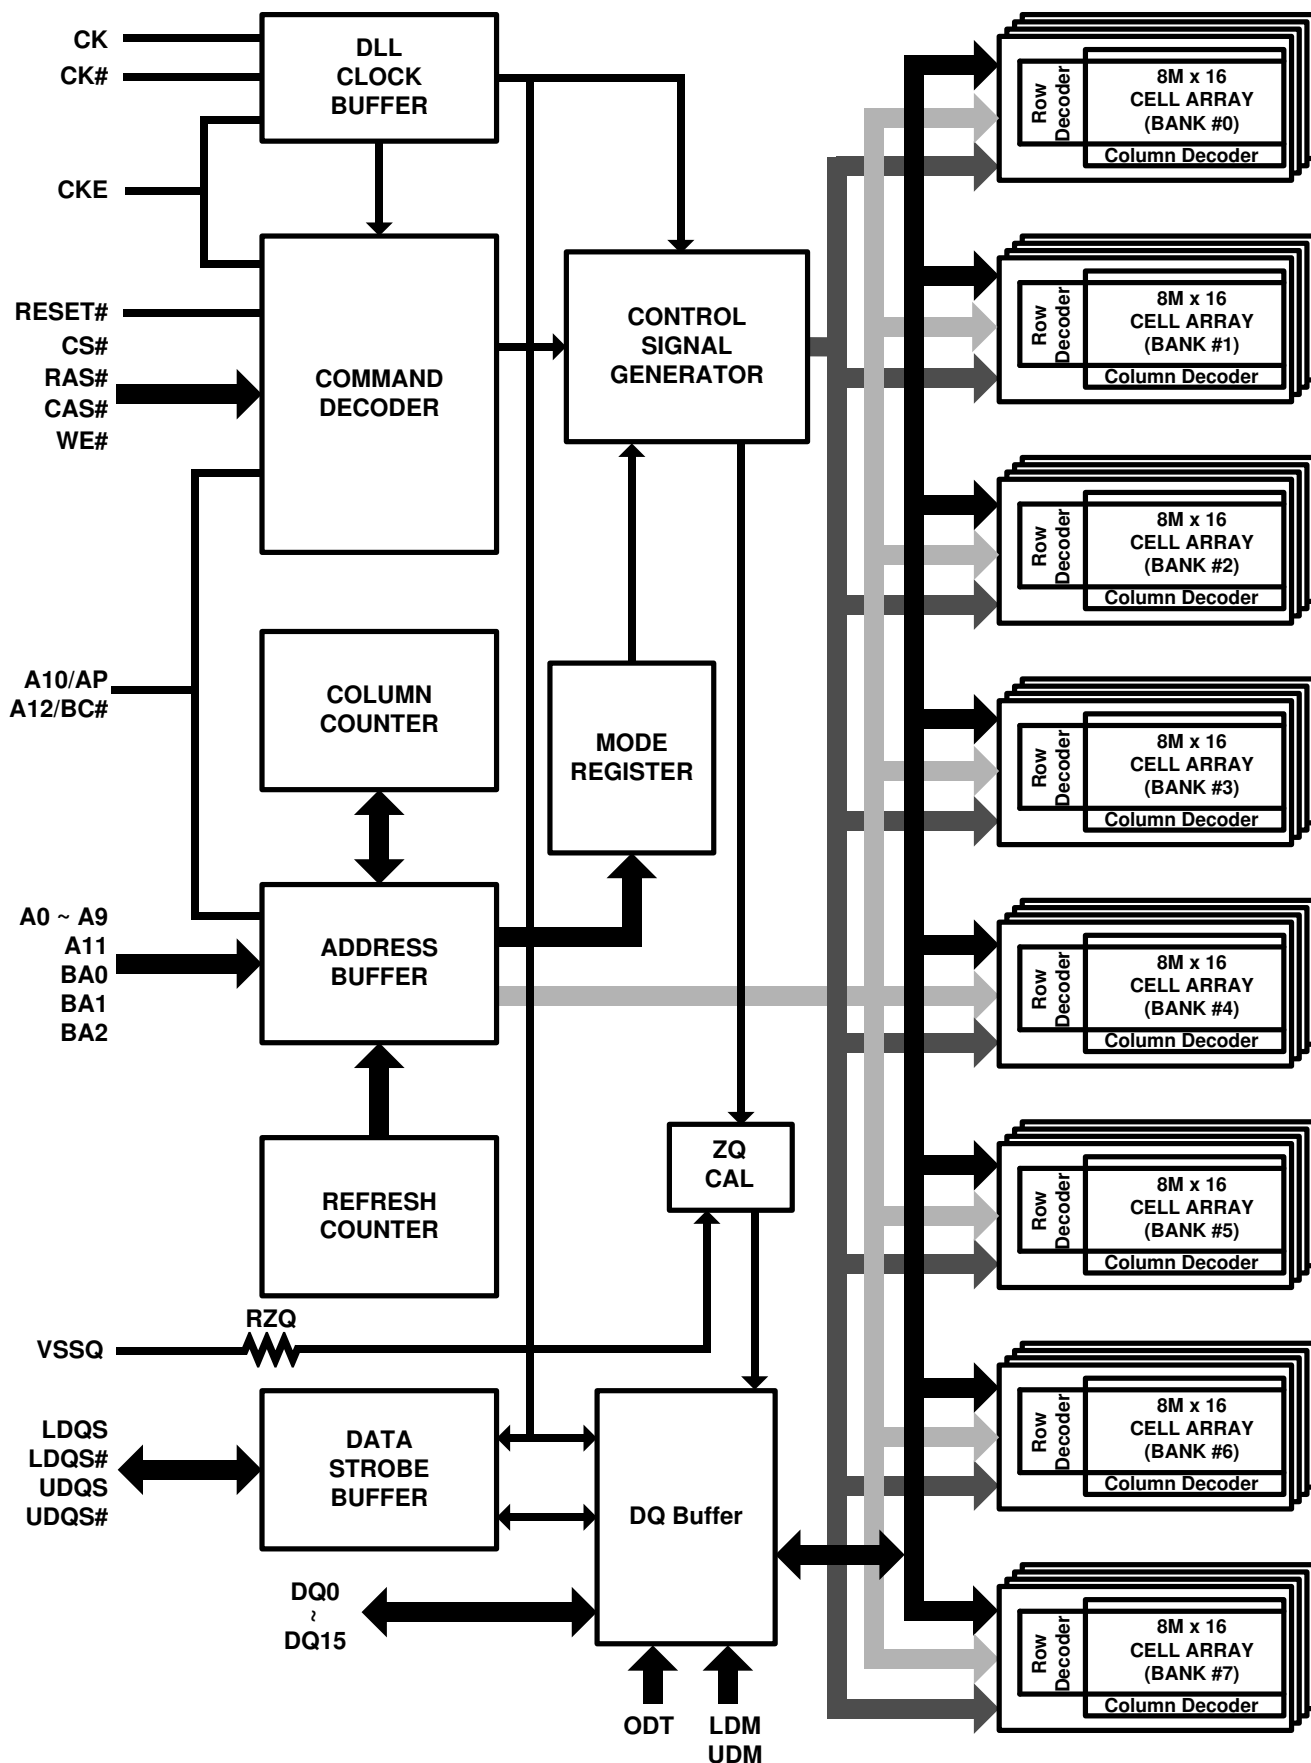 CK
CK#
CKE
DLL
CLOCK
BUFFER
RESET#
CS#
RAS#
CAS#
WE#
COMMAND
DECODER
CONTROL
SIGNAL
GENERATOR
A10/AP
A12/BC#
COLUMN
COUNTER
MODE
REGISTER
A0 ~ A9
A11
BA0
BA1
BA2
ADDRESS
BUFFER
REFRESH
COUNTER
ZQ
CAL
RZQ
VSSQ
LDQS
LDQS#
UDQS
UDQS#
DATA
STROBE
BUFFER
DQ Buffer
DQ0
~
DQ15
ODT
LDM
UDM
Row
Decoder
8M x 16
CELL ARRAY
(BANK #0)
Column Decoder
Row
Decoder
8M x 16
CELL ARRAY
(BANK #1)
Column Decoder
Row
Decoder
8M x 16
CELL ARRAY
(BANK #2)
Column Decoder
Row
Decoder
8M x 16
CELL ARRAY
(BANK #3)
Column Decoder
Row
Decoder
8M x 16
CELL ARRAY
(BANK #4)
Column Decoder
Row
Decoder
8M x 16
CELL ARRAY
(BANK #5)
Column Decoder
Row
Decoder
8M x 16
CELL ARRAY
(BANK #6)
Column Decoder
Row
Decoder
8M x 16
CELL ARRAY
(BANK #7)
Column Decoder